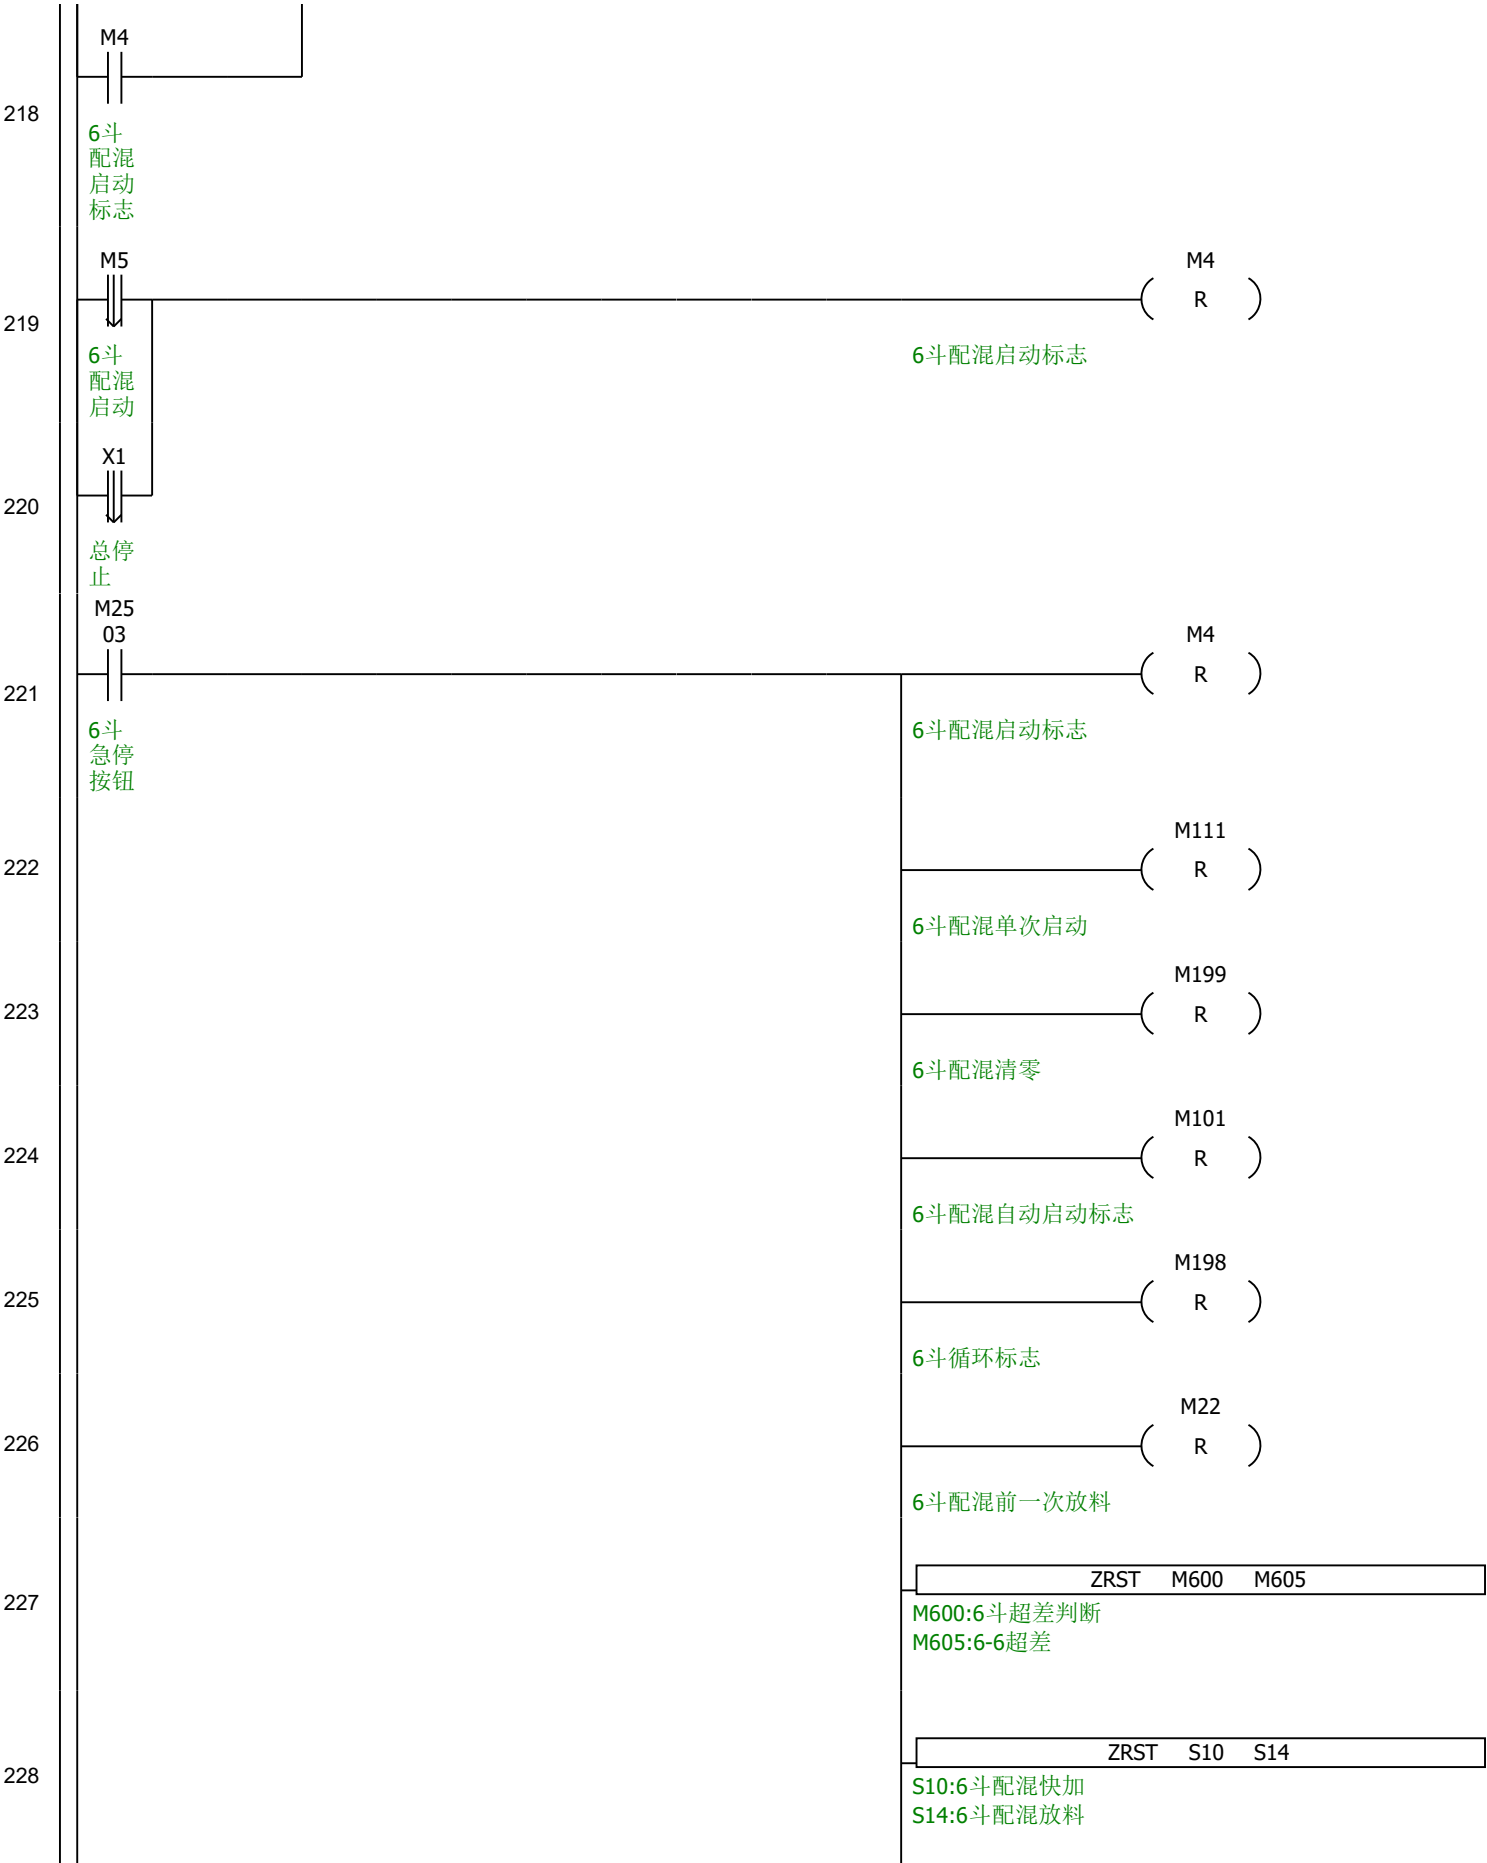 M4
218
6斗
配混
启动
标志
M5
M4
R
219
6斗
配混
启动
6斗配混启动标志
X1
220
总停
止
M25
03
M4
R
221
6斗
急停
按钮
6斗配混启动标志
M111
222
R
6斗配混单次启动
M199
223
R
6斗配混清零
M101
224
R
6斗配混自动启动标志
M198
225
R
6斗循环标志
M22
226
R
6斗配混前一次放料
ZRST M600 M605
227
M600:6斗超差判断
M605:6-6超差
ZRST S10 S14
228
S10:6斗配混快加
S14:6斗配混放料